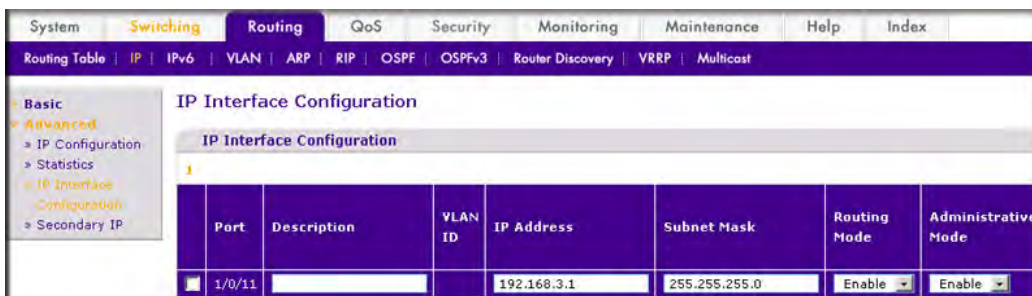 System Switching Routing QoS Security Monitoring Maintenance Help Index
Routing Table | IP | IPv6 | VLAN | ARP | RIP | OSPF | OSPFv3 | Router Discovery | VRRP | Multicast
Basic
Advanced
» IP Configuration
» Statistics
» IP Interface
Configuration
» Secondary IP
IP Interface Configuration
IP Interface Configuration
1
Port Description VLAN ID IP Address Subnet Mask Routing Mode Administrative Mode
1/0/11 192.168.3.1 255.255.255.0 Enable Enable